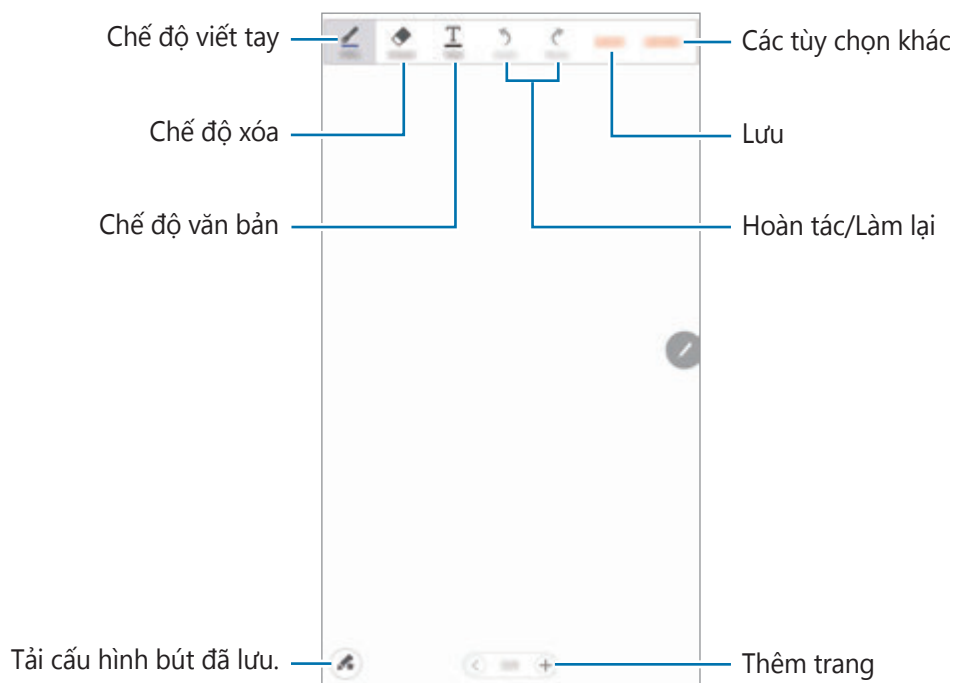 Chế độ viết tay
Các tùy chọn khác
Chế độ xóa
Lưu
Chế độ văn bản
Hoàn tác/Làm lại
Tải cấu hình bút đã lưu.
Thêm trang